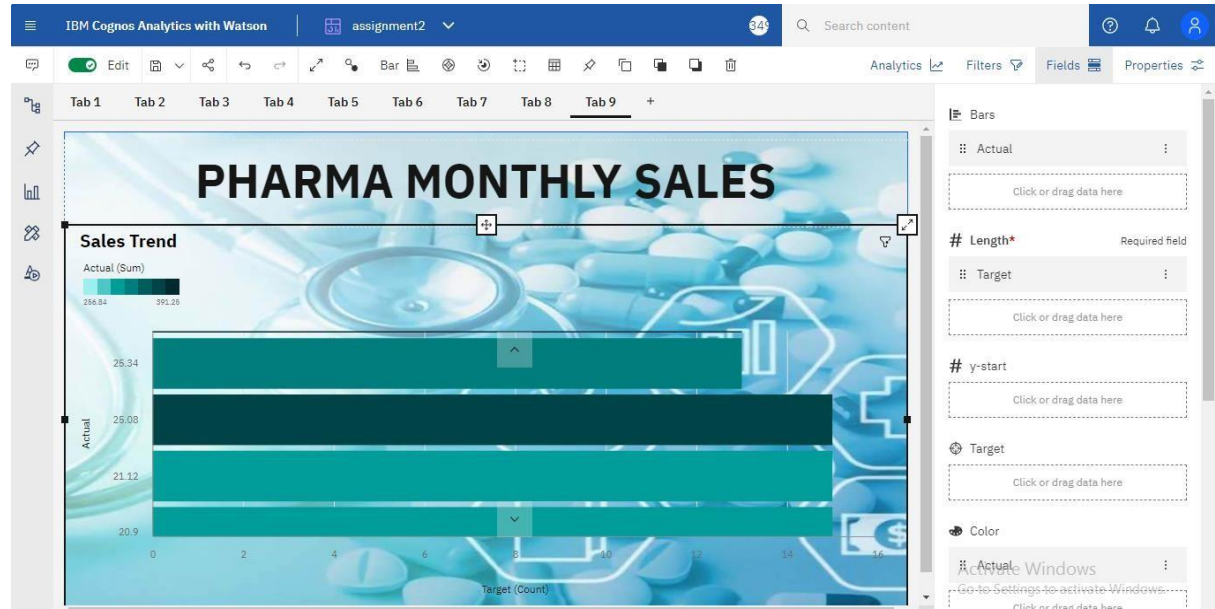 IBM Cognos Analytics with Watson
assignment2
349
Search content
Edit
Bar
Analytics
Filters
Fields
Properties
Tab 1 Tab 2 Tab 3 Tab 4 Tab 5 Tab 6 Tab 7 Tab 8 Tab 9 +
PHARMA MONTHLY SALES
Sales Trend
Actual (Sum)
256.84 391.25
25.34
25.08
21.12
20.9
Actual
0 2 4 6 8 10 12 14 16
Target (Count)
Bars
Actual
Click or drag data here
# Length* Required field
Target
Click or drag data here
# y-start
Click or drag data here
Target
Click or drag data here
Color
Actual
Activate Windows
Go to Settings to activate Windows.
Click or drag data here